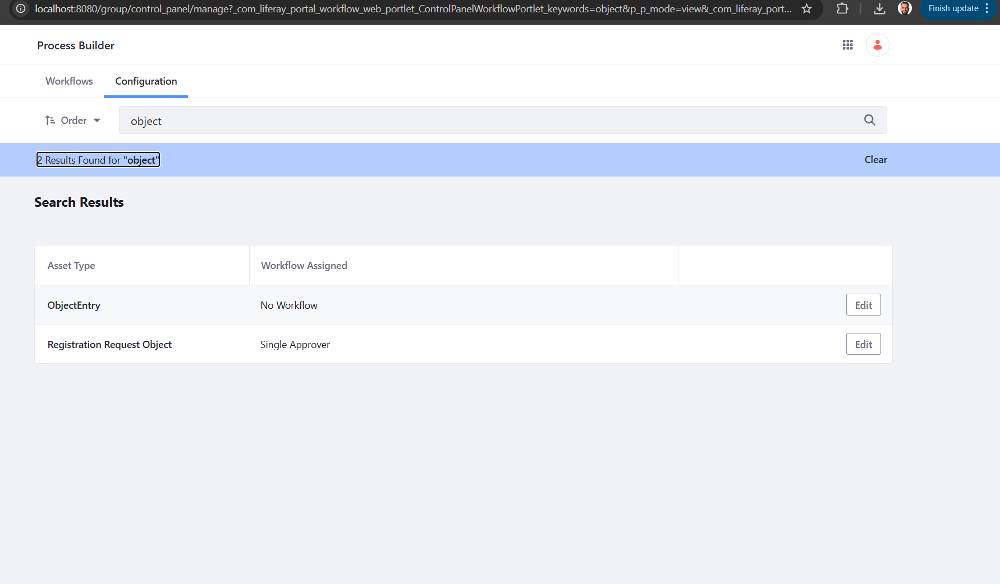 localhost:8080/group/control_panel/manage?_com_liferay_portal_workflow_web_portlet_ControlPanelWorkflowPortlet_keywords=object&p_p_mode=view&_com_liferay_port...
Finish update
Process Builder
Workflows
Configuration
Order
object
2 Results Found for "object"
Clear
Search Results
Asset Type
Workflow Assigned
ObjectEntry
No Workflow
Edit
Registration Request Object
Single Approver
Edit